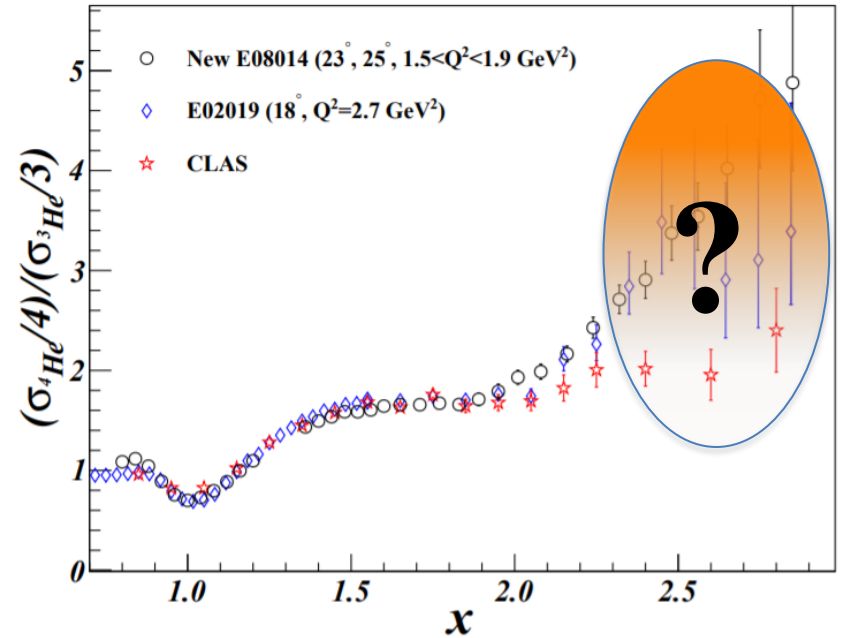 New E08014 (23°, 25°, 1.5<Q²<1.9 GeV²)
E02019 (18°, Q²=2.7 GeV²)
CLAS
(σ⁴He/4)/(σ³He/3)
5
4
3
2
1
0
?
1.0 1.5 2.0 2.5
x